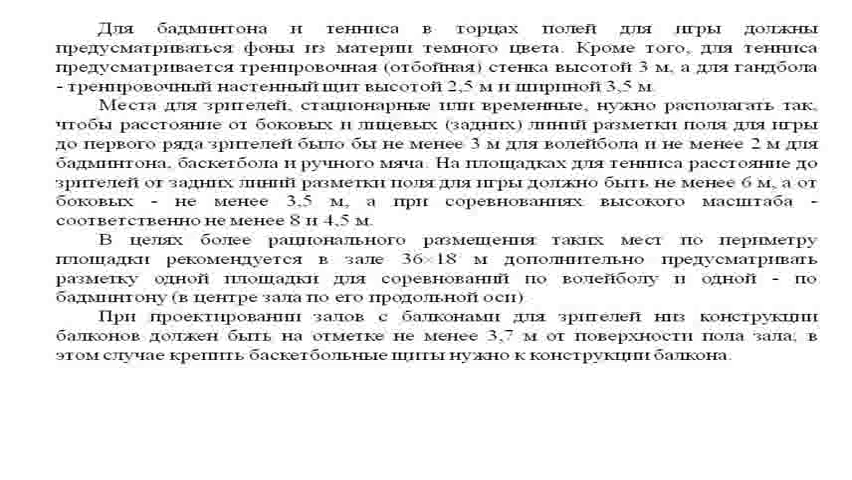 Для бадминтона и тенниса в торцах полей для игры должны
предусматриваться фоны из материи темного цвета. Кроме того, для тенниса
предусматривается тренировочная (отбойная) стенка высотой 3 м, а для гандбола
- тренировочный настенный щит высотой 2,5 м и шириной 3,5 м.
Места для зрителей, стационарные или временные, нужно располагать так,
чтобы расстояние от боковых и лицевых (задних) линий разметки поля для игры
до первого ряда зрителей было бы не менее 3 м для волейбола и не менее 2 м для
бадминтона, баскетбола и ручного мяча. На площадках для тенниса расстояние до
зрителей от задних линий разметки поля для игры должно быть не менее 6 м, а от
боковых - не менее 3,5 м, а при соревнованиях высокого масштаба -
соответственно не менее 8 и 4,5 м.
В целях более рационального размещения таких мест по периметру
площадки рекомендуется в зале 36×18 м дополнительно предусматривать
разметку одной площадки для соревнований по волейболу и одной - по
бадминтону (в центре зала по его продольной оси)
При проектировании залов с балконами для зрителей низ конструкции
балконов должен быть на отметке не менее 3,7 м от поверхности пола зала; в
этом случае крепить баскетбольные щиты нужно к конструкции балкона.